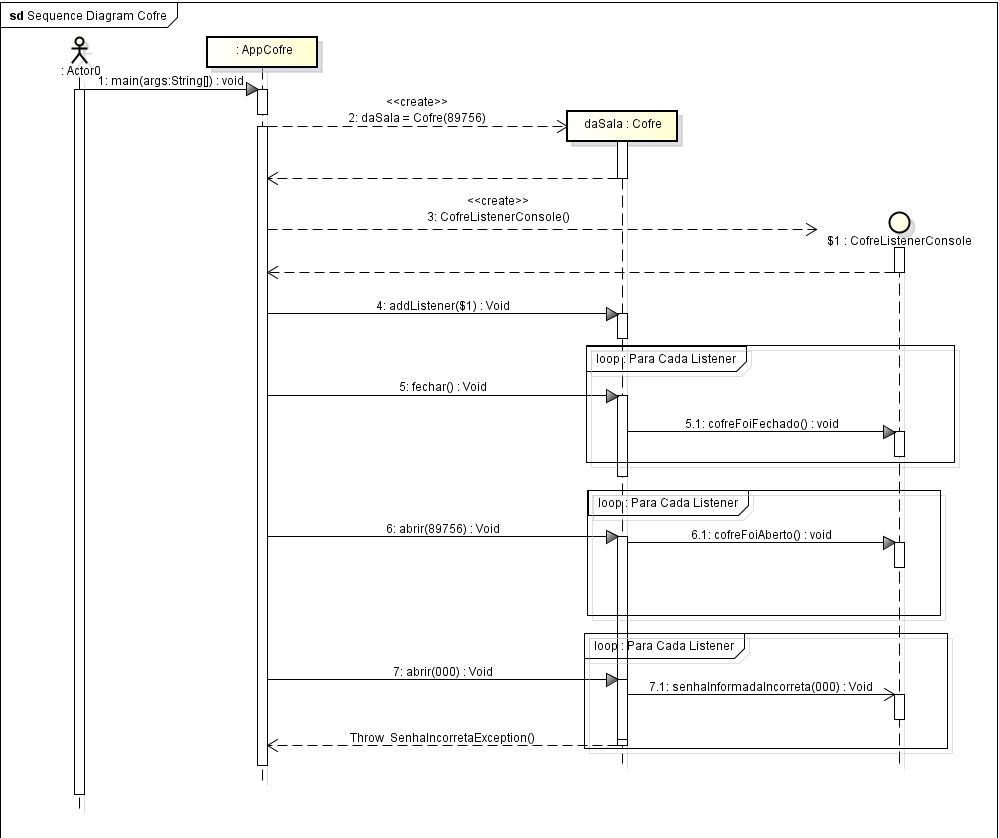 sd Sequence Diagram Cofre
: Actor0
: AppCofre
1: main(args:String[]) : void
<<create>>
2: daSala = Cofre(89756)
daSala : Cofre
<<create>>
3: CofreListenerConsole()
$1 : CofreListenerConsole
4: addListener($1) : Void
loop : Para Cada Listener
5: fechar() : Void
5.1: cofreFoiFechado() : void
loop : Para Cada Listener
6: abrir(89756) : Void
6.1: cofreFoiAberto() : void
loop : Para Cada Listener
7: abrir(000) : Void
7.1: senhaInformadaIncorreta(000) : Void
Throw SenhaIncorretaException()